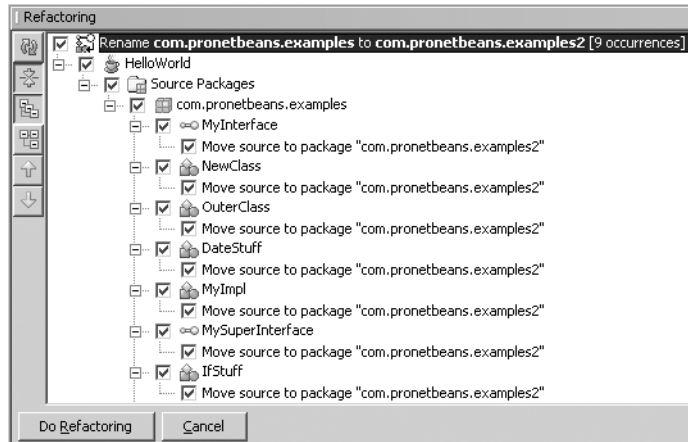 Refactoring
Rename com.pronetbeans.examples to com.pronetbeans.examples2 [9 occurrences]
HelloWorld
Source Packages
com.pronetbeans.examples
MyInterface
Move source to package "com.pronetbeans.examples2"
NewClass
Move source to package "com.pronetbeans.examples2"
OuterClass
Move source to package "com.pronetbeans.examples2"
DateStuff
Move source to package "com.pronetbeans.examples2"
MyImpl
Move source to package "com.pronetbeans.examples2"
MySuperInterface
Move source to package "com.pronetbeans.examples2"
IfStuff
Move source to package "com.pronetbeans.examples2"
Do Refactoring Cancel